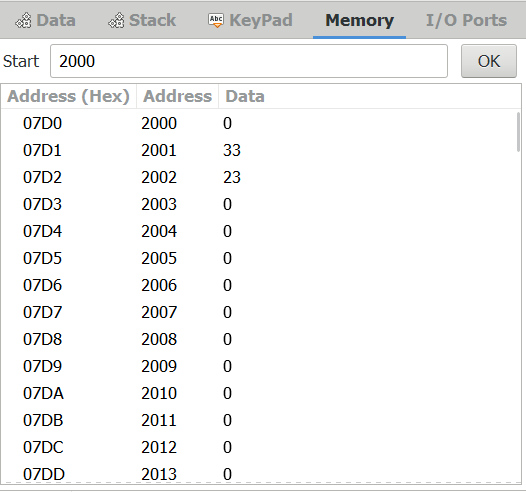 Data Stack Abc KeyPad Memory I/O Ports
Start 2000 OK
Address (Hex) Address Data
07D0 2000 0
07D1 2001 33
07D2 2002 23
07D3 2003 0
07D4 2004 0
07D5 2005 0
07D6 2006 0
07D7 2007 0
07D8 2008 0
07D9 2009 0
07DA 2010 0
07DB 2011 0
07DC 2012 0
07DD 2013 0